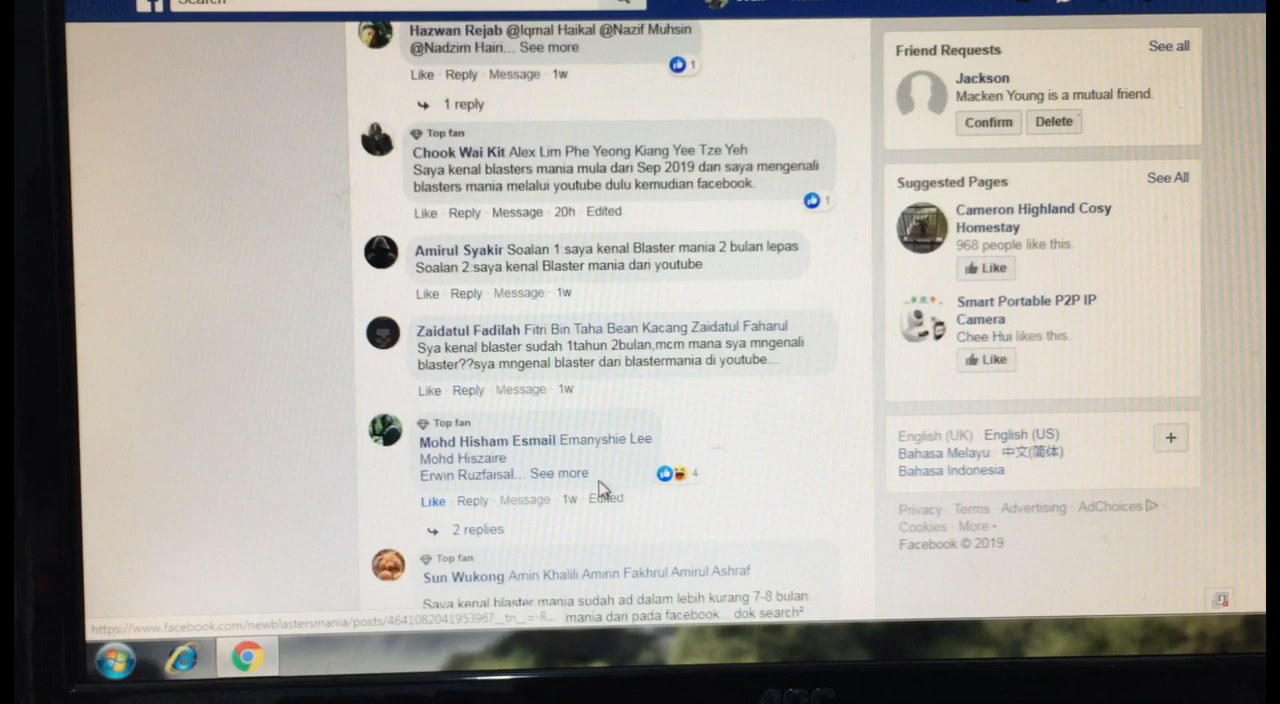 Search
Hazwan Rejab @Iqmal Haikal @Nazif Muhsin
@Nadzim Hairi... See more
1
Like · Reply · Message · 1w
1 reply
Top fan
Chook Wai Kit Alex Lim Phe Yeong Kiang Yee Tze Yeh
Saya kenal blasters mania mula dari Sep 2019 dan saya mengenali
blasters mania melalui youtube dulu kemudian facebook.
1
Like · Reply · Message · 20h · Edited
Amirul Syakir Soalan 1:saya kenal Blaster mania 2 bulan lepas
Soalan 2:saya kenal Blaster mania dari youtube
Like · Reply · Message · 1w
Zaidatul Fadilah Fitri Bin Taha Bean Kacang Zaidatul Faharul
Sya kenal blaster sudah 1tahun 2bulan,mcm mana sya mngenali
blaster??sya mngenal blaster dari blastermania di youtube...
Like · Reply · Message · 1w
Top fan
Mohd Hisham Esmail Emanyshie Lee
Mohd Hiszaire
Erwin Ruzfaisal... See more
4
Like · Reply · Message · 1w · Edited
2 replies
Top fan
Sun Wukong Amin Khalili Amirin Fakhrul Amirul Ashraf
Saya kenal blaster mania sudah ad dalam lebih kurang 7-8 bulan..
mania dari pada facebook dok search²
https://www.facebook.com/newblastersmania/posts/464108204195396?__tn__=-R...
Friend Requests
See all
Jackson
Macken Young is a mutual friend.
Confirm
Delete
Suggested Pages
See All
Cameron Highland Cosy
Homestay
968 people like this.
Like
Smart Portable P2P IP
Camera
Chee Hui likes this.
Like
English (UK) · English (US) ·
Bahasa Melayu · 中文(简体) ·
Bahasa Indonesia
+
Privacy · Terms · Advertising · AdChoices
Cookies · More
Facebook © 2019